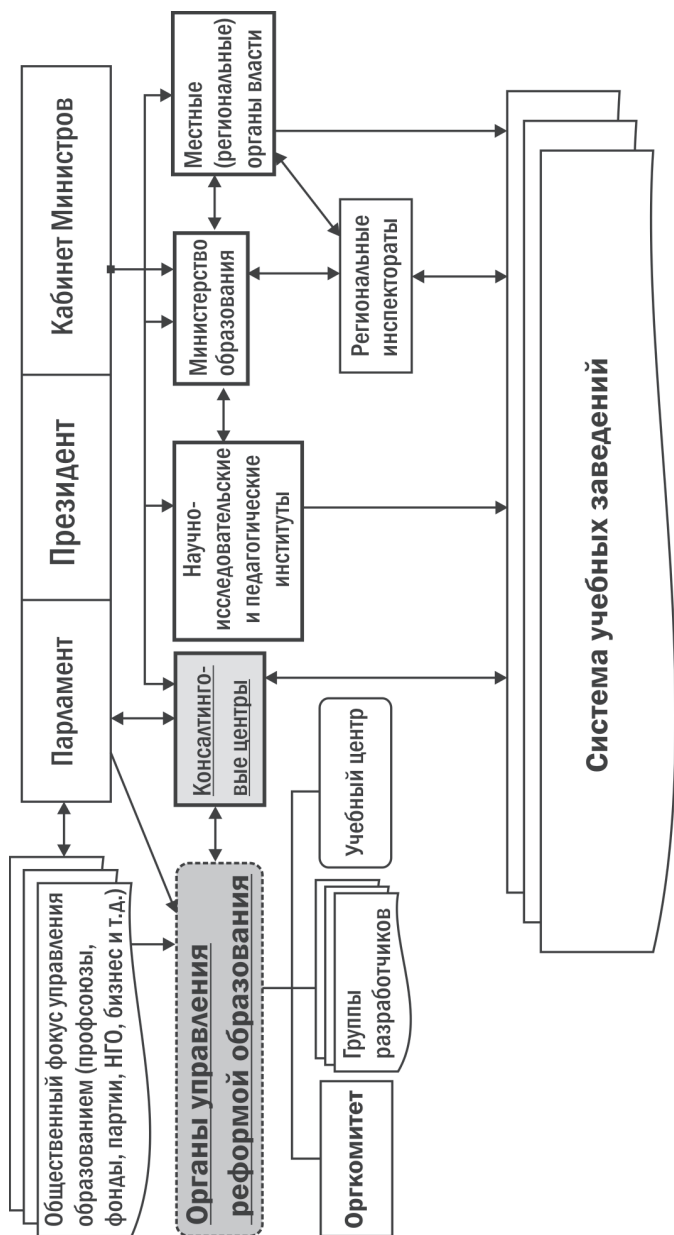 Общественный фокус управления
образованием (профсоюзы,
фонды, партии, НГО, бизнес и т.д.)
Парламент
Президент
Кабинет Министров
Органы управления
реформой образования
Консалтинго-
вые центры
Научно-
исследовательские
и педагогические
институты
Министерство
образования
Местные
(региональные)
органы власти
Оргкомитет
Группы
разработчиков
Учебный центр
Региональные
инспектораты
Система учебных заведений